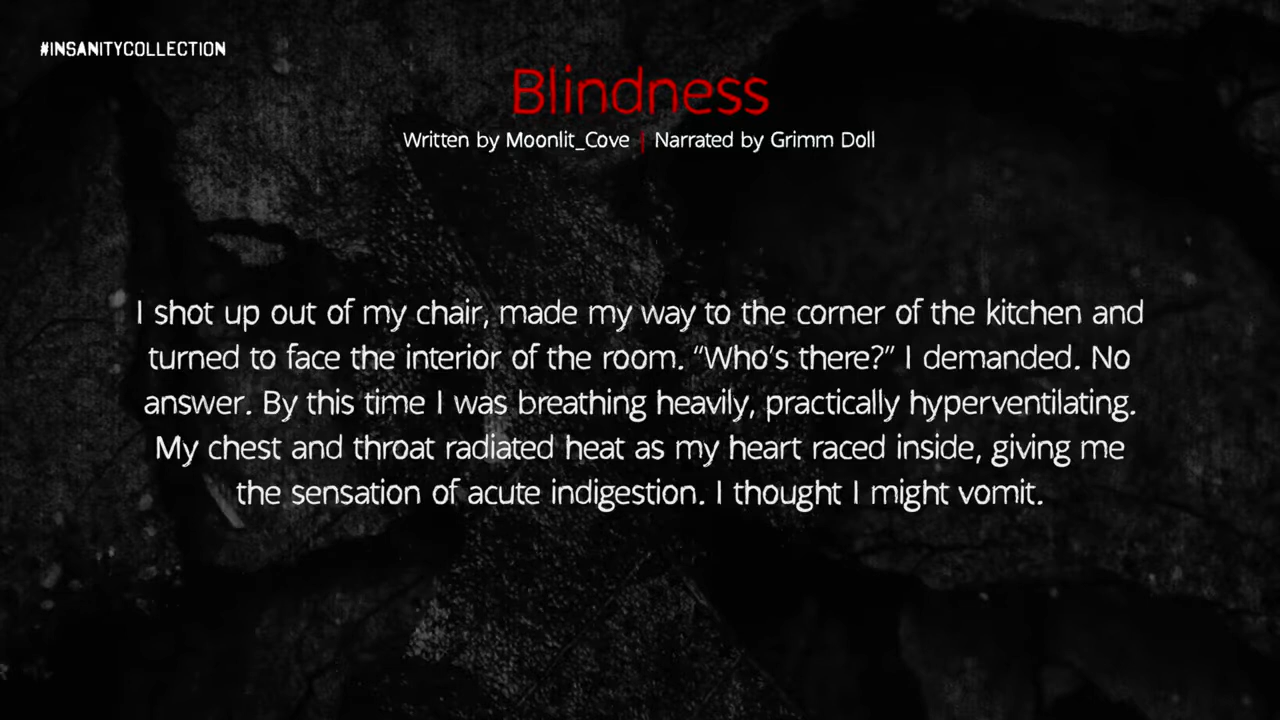 #INSANITYCOLLECTION
Blindness
Written by Moonlit_Cove | Narrated by Grimm Doll
I shot up out of my chair, made my way to the corner of the kitchen and
turned to face the interior of the room. “Who’s there?” I demanded. No
answer. By this time I was breathing heavily, practically hyperventilating.
My chest and throat radiated heat as my heart raced inside, giving me
the sensation of acute indigestion. I thought I might vomit.